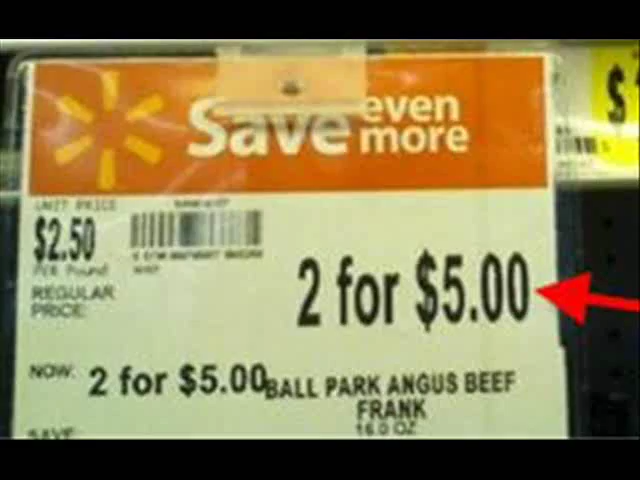 Save even more
$
UNIT PRICE
$2.50
Per Pound
REGULAR PRICE:
2 for $5.00
NOW: 2 for $5.00
BALL PARK ANGUS BEEF
FRANK
16.0 OZ
SAVE: